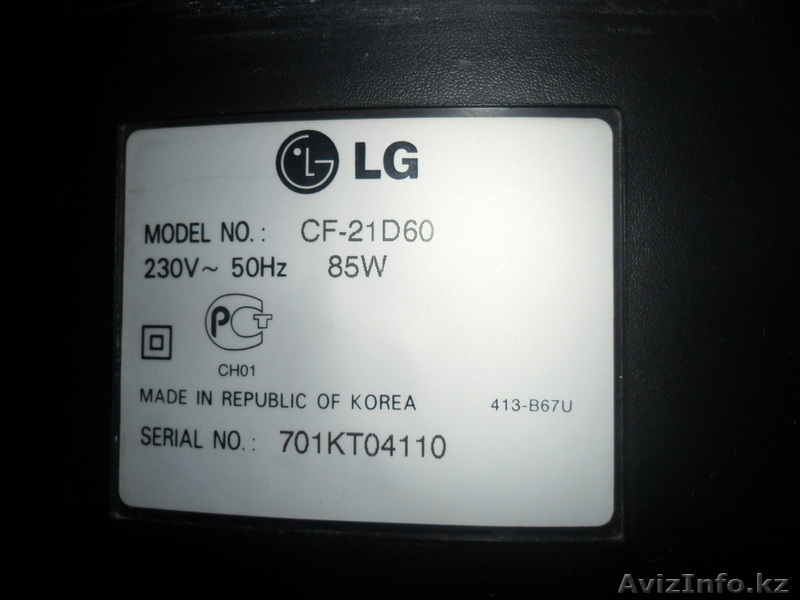 LG
MODEL NO.: CF-21D60
230V~ 50Hz 85W
РСТ
CH01
MADE IN REPUBLIC OF KOREA 413-B67U
SERIAL NO.: 701KT04110
AvizInfo.kz